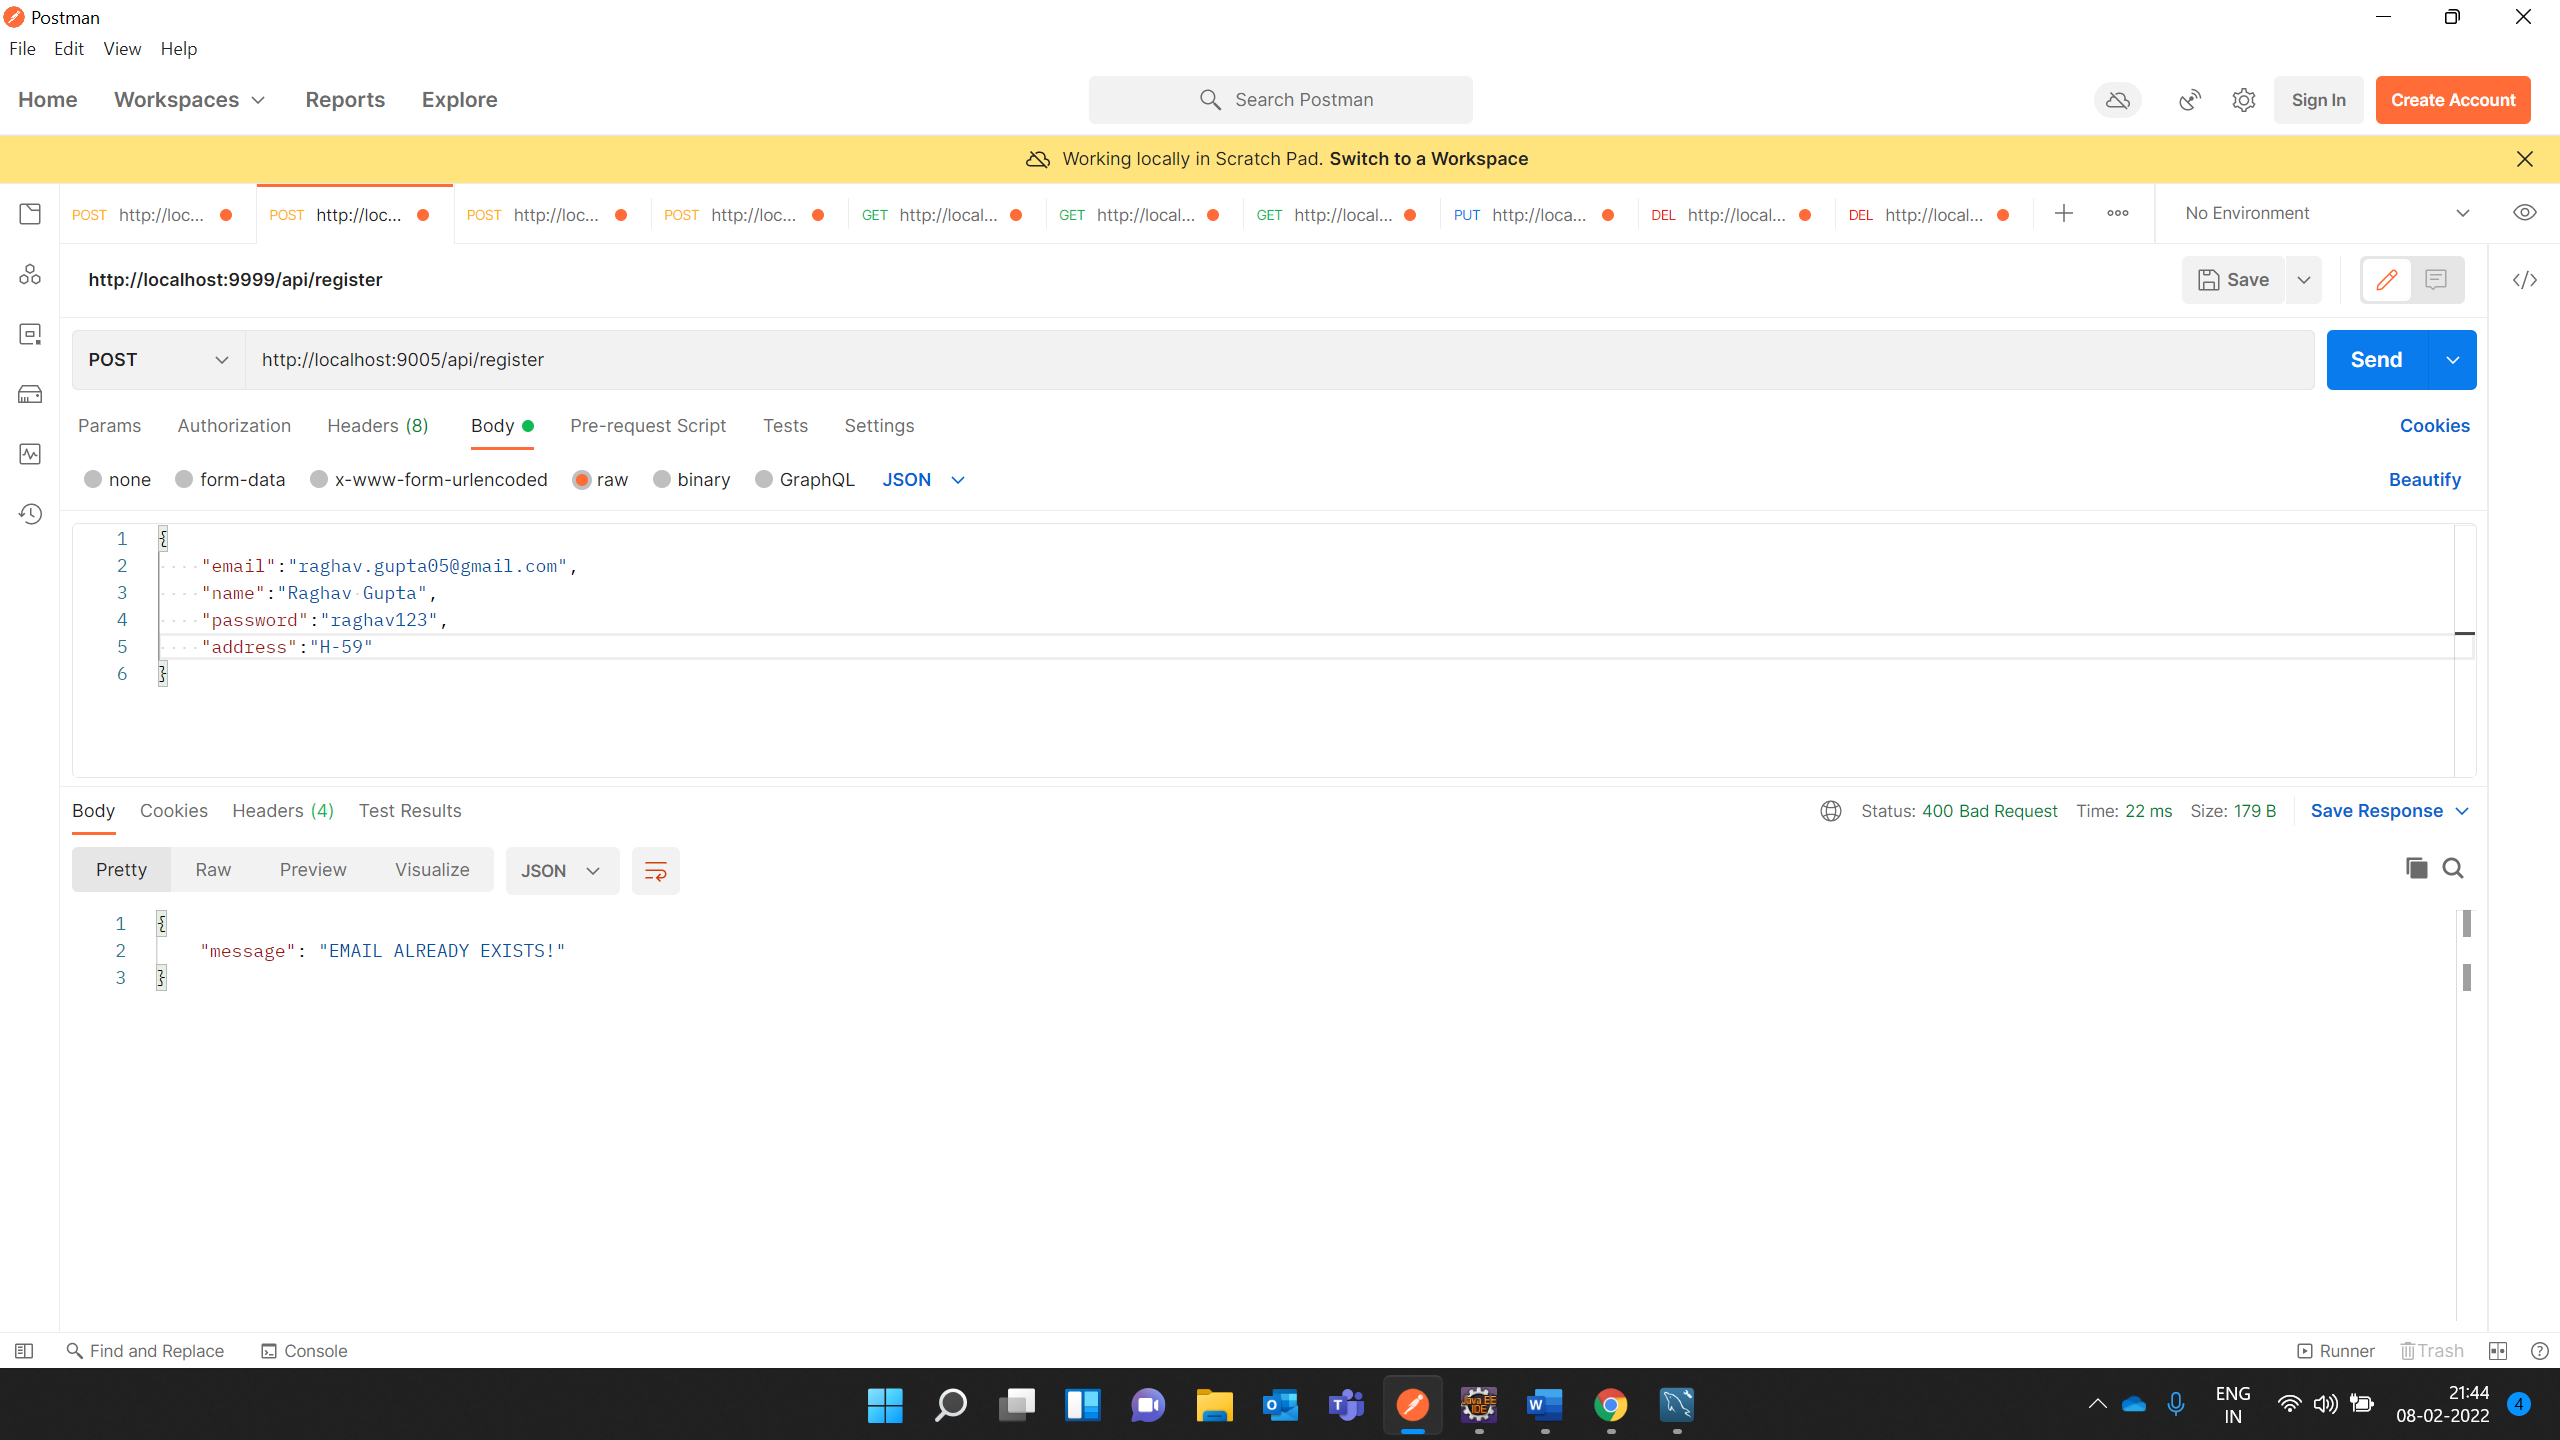 Postman
File Edit View Help
Home Workspaces Reports Explore
Search Postman
Sign In
Create Account
Working locally in Scratch Pad. Switch to a Workspace
POST http://loc... POST http://loc... POST http://loc... POST http://loc... GET http://local... GET http://local... GET http://local... PUT http://loca... DEL http://local... DEL http://local...
No Environment
http://localhost:9999/api/register
Save
POST http://localhost:9005/api/register
Send
Params Authorization Headers (8) Body Pre-request Script Tests Settings
Cookies
none form-data x-www-form-urlencoded raw binary GraphQL JSON
Beautify
1 {
2 "email":"raghav.gupta05@gmail.com",
3 "name":"Raghav Gupta",
4 "password":"raghav123",
5 "address":"H-59"
6 }
Body Cookies Headers (4) Test Results
Status: 400 Bad Request Time: 22 ms Size: 179 B Save Response
Pretty Raw Preview Visualize JSON
1 {
2 "message": "EMAIL ALREADY EXISTS!"
3 }
Find and Replace Console
Runner Trash
Java EE
IDE
ENG
IN
21:44
08-02-2022
4